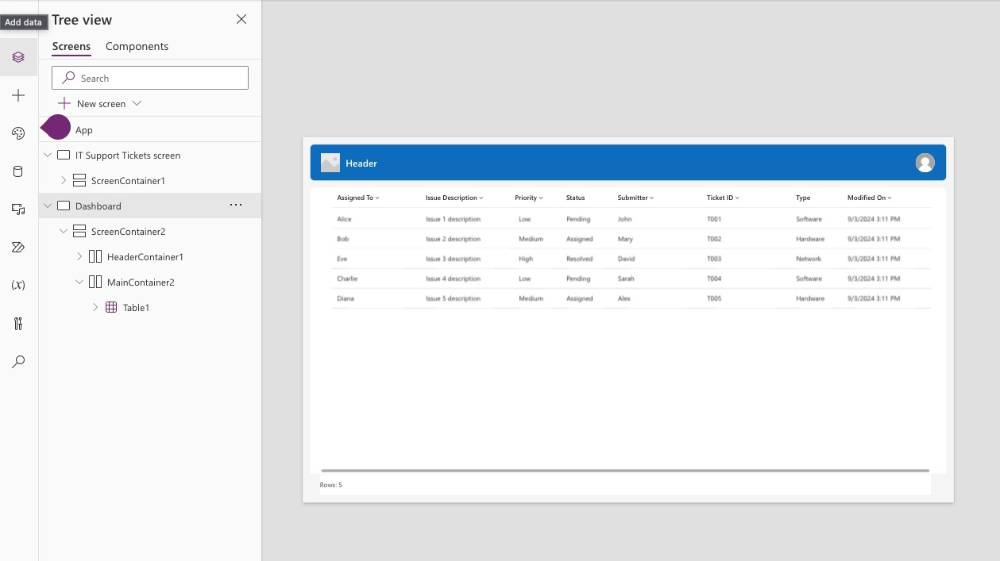 Add data
Tree view
Screens Components
Search
New screen
App
IT Support Tickets screen
ScreenContainer1
Dashboard ...
ScreenContainer2
HeaderContainer1
MainContainer2
Table1
(x)
Header
Assigned To Issue Description Priority Status Submitter Ticket ID Type Modified On
Alice Issue 1 description Low Pending John T001 Software 9/3/2024 3:11 PM
Bob Issue 2 description Medium Assigned Mary T002 Hardware 9/3/2024 3:11 PM
Eve Issue 3 description High Resolved David T003 Network 9/3/2024 3:11 PM
Charlie Issue 4 description Low Pending Sarah T004 Software 9/3/2024 3:11 PM
Diana Issue 5 description Medium Assigned Alex T005 Hardware 9/3/2024 3:11 PM
Rows: 5